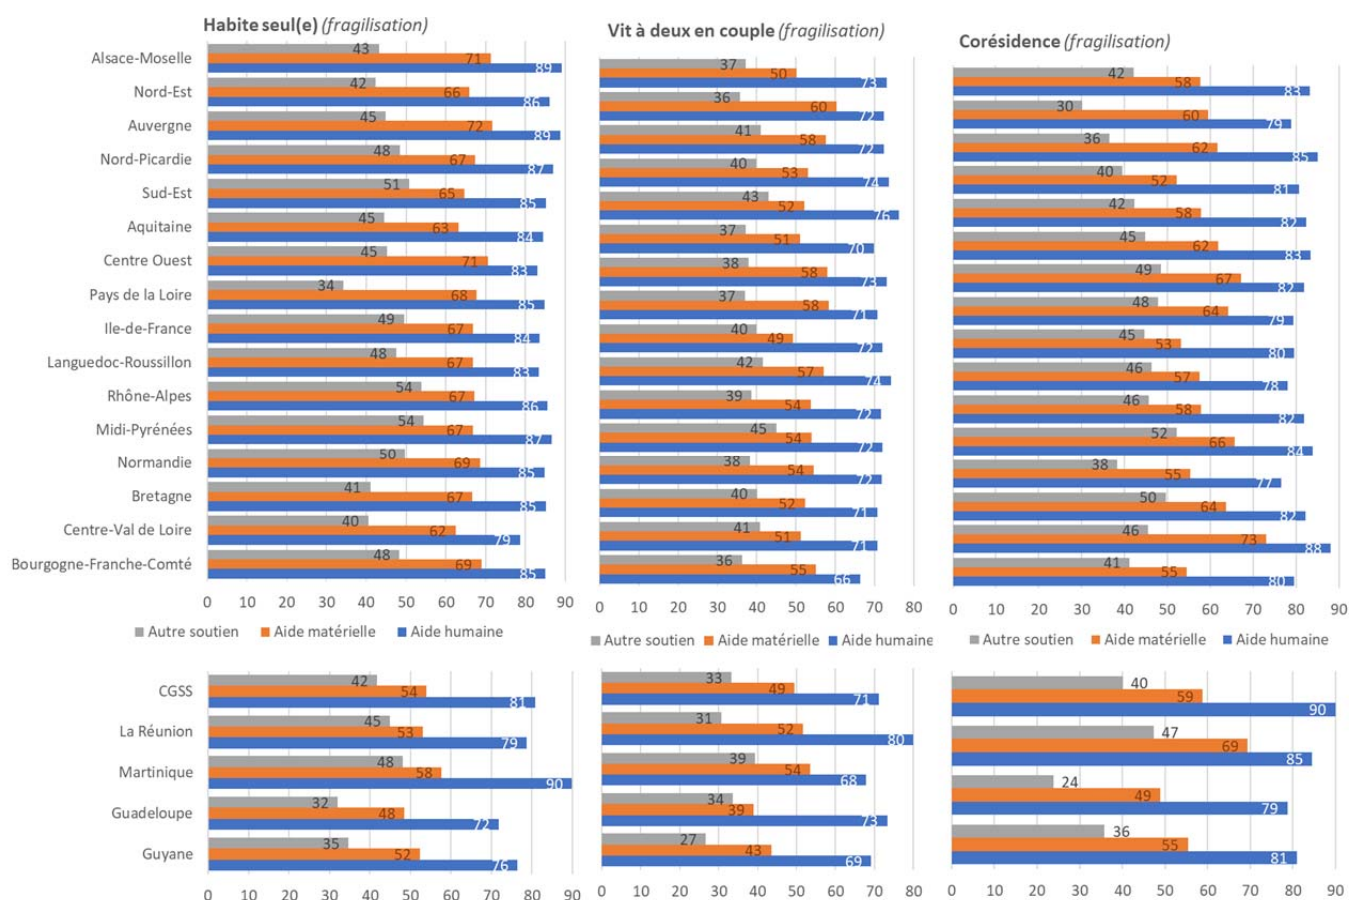 Habite seul(e) (fragilisation)
Alsace-Moselle 43 71 89
Nord-Est 42 66 86
Auvergne 45 72 89
Nord-Picardie 48 67 87
Sud-Est 51 65 85
Aquitaine 45 63 84
Centre Ouest 45 71 83
Pays de la Loire 34 68 85
Ile-de-France 49 67 84
Languedoc-Roussillon 48 67 83
Rhône-Alpes 54 67 86
Midi-Pyrénées 54 67 87
Normandie 50 69 85
Bretagne 41 67 85
Centre-Val de Loire 40 62 79
Bourgogne-Franche-Comté 48 69 85
0 10 20 30 40 50 60 70 80 90
Autre soutien Aide matérielle Aide humaine
Vit à deux en couple (fragilisation)
37 50 73
36 60 72
41 58 72
40 53 74
43 52 76
37 51 70
38 58 73
37 58 71
40 49 72
42 57 74
39 54 72
45 54 72
38 54 72
40 52 71
41 51 71
36 55 66
0 10 20 30 40 50 60 70 80
Autre soutien Aide matérielle Aide humaine
Corésidence (fragilisation)
42 58 83
30 60 79
36 62 85
40 52 81
42 58 82
45 62 83
49 67 82
48 64 79
45 53 80
46 57 78
46 58 82
52 66 84
38 55 77
50 64 82
46 73 88
41 55 80
0 10 20 30 40 50 60 70 80 90
Autre soutien Aide matérielle Aide humaine
CGSS 42 54 81
La Réunion 45 53 79
Martinique 48 58 90
Guadeloupe 32 48 72
Guyane 35 52 76
0 10 20 30 40 50 60 70 80 90
33 49 71
31 52 80
39 54 68
34 39 73
27 43 69
0 10 20 30 40 50 60 70 80
40 59 90
47 69 85
24 49 79
36 55 81
0 10 20 30 40 50 60 70 80 90